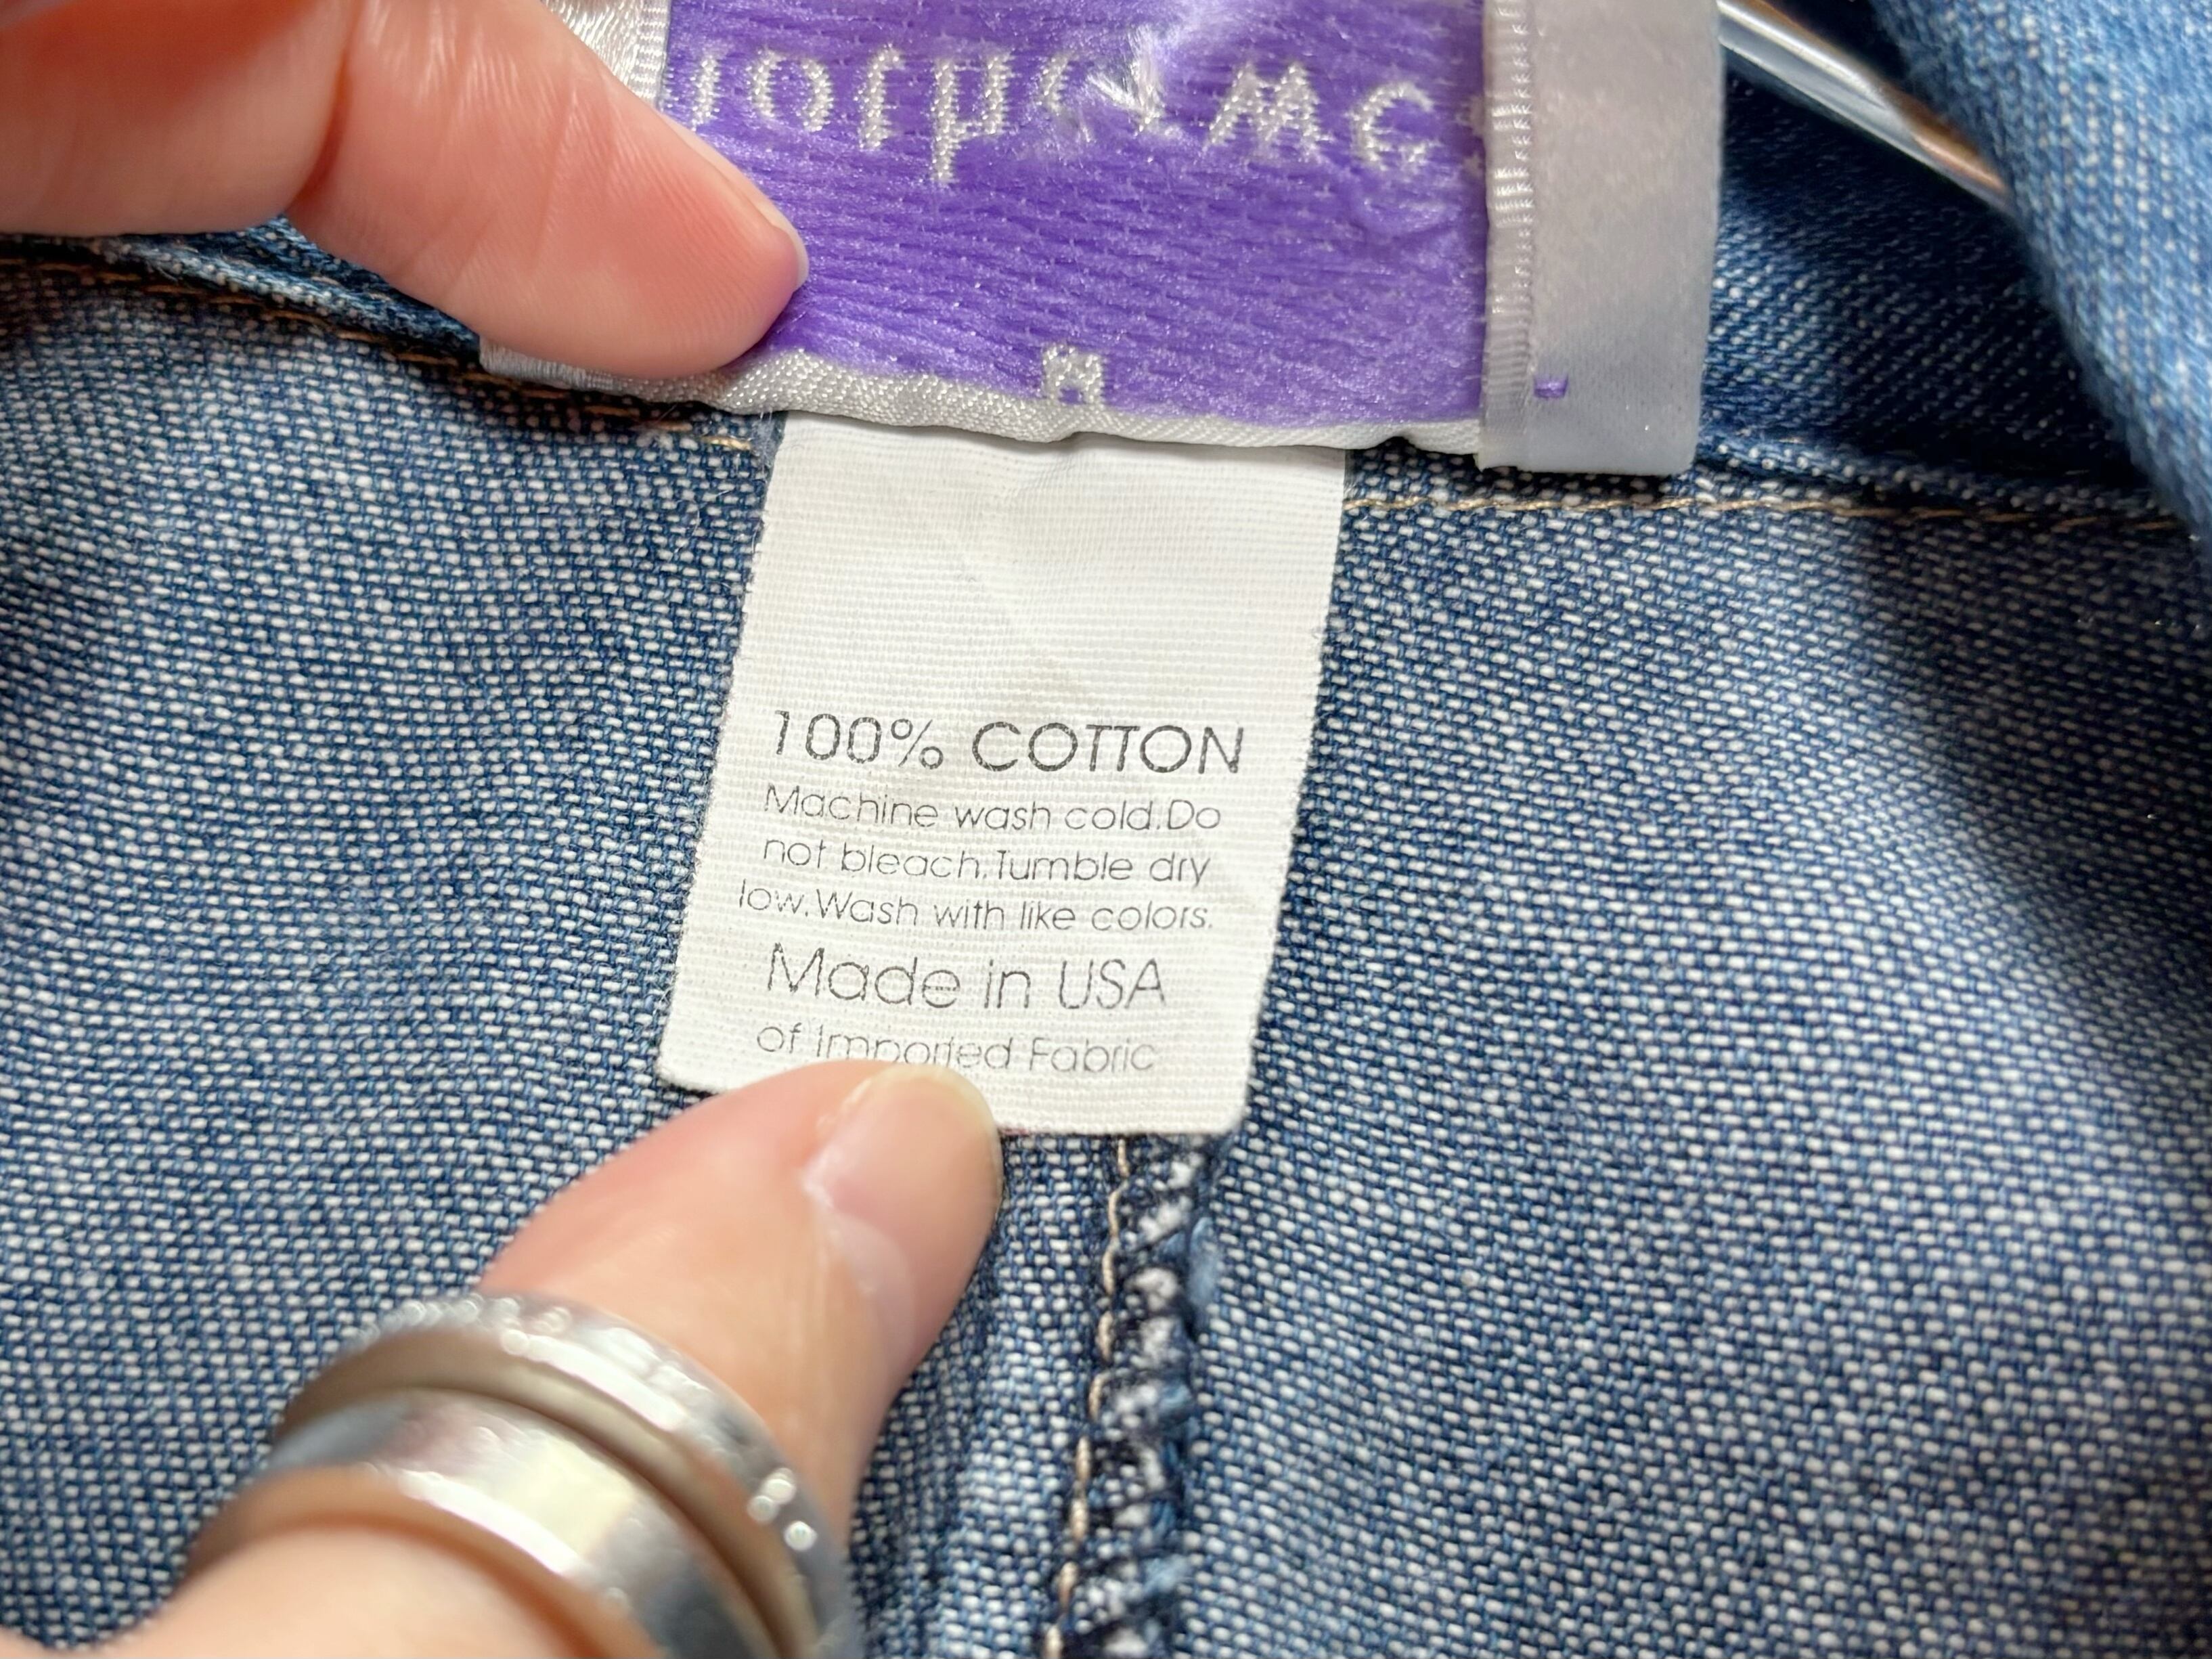 100% COTTON
Machine wash cold.Do
not bleach.Tumble dry
low.Wash with like colors.
Made in USA
of Imported Fabric